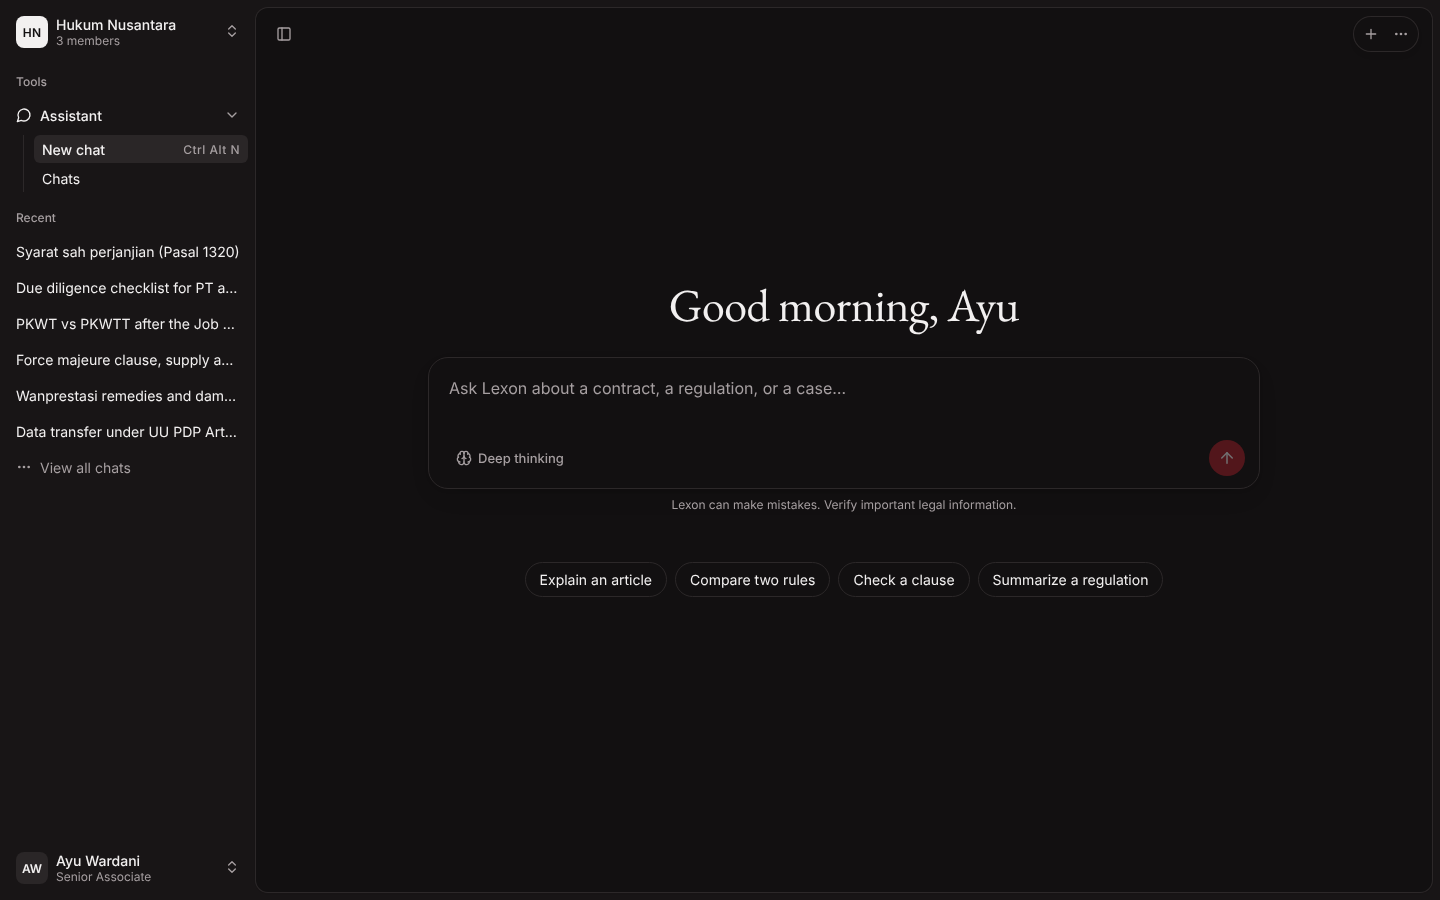 HN
Hukum Nusantara
3 members
Tools
Assistant
New chat Ctrl Alt N
Chats
Recent
Syarat sah perjanjian (Pasal 1320)
Due diligence checklist for PT a...
PKWT vs PKWTT after the Job ...
Force majeure clause, supply a...
Wanprestasi remedies and dam...
Data transfer under UU PDP Art...
View all chats
AW
Ayu Wardani
Senior Associate
Good morning, Ayu
Ask Lexon about a contract, a regulation, or a case...
Deep thinking
Lexon can make mistakes. Verify important legal information.
Explain an article
Compare two rules
Check a clause
Summarize a regulation